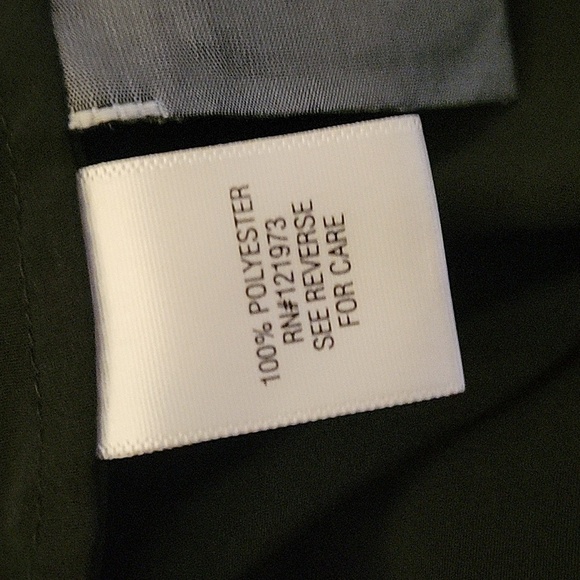 100% POLYESTER
RN#121973
SEE REVERSE
FOR CARE